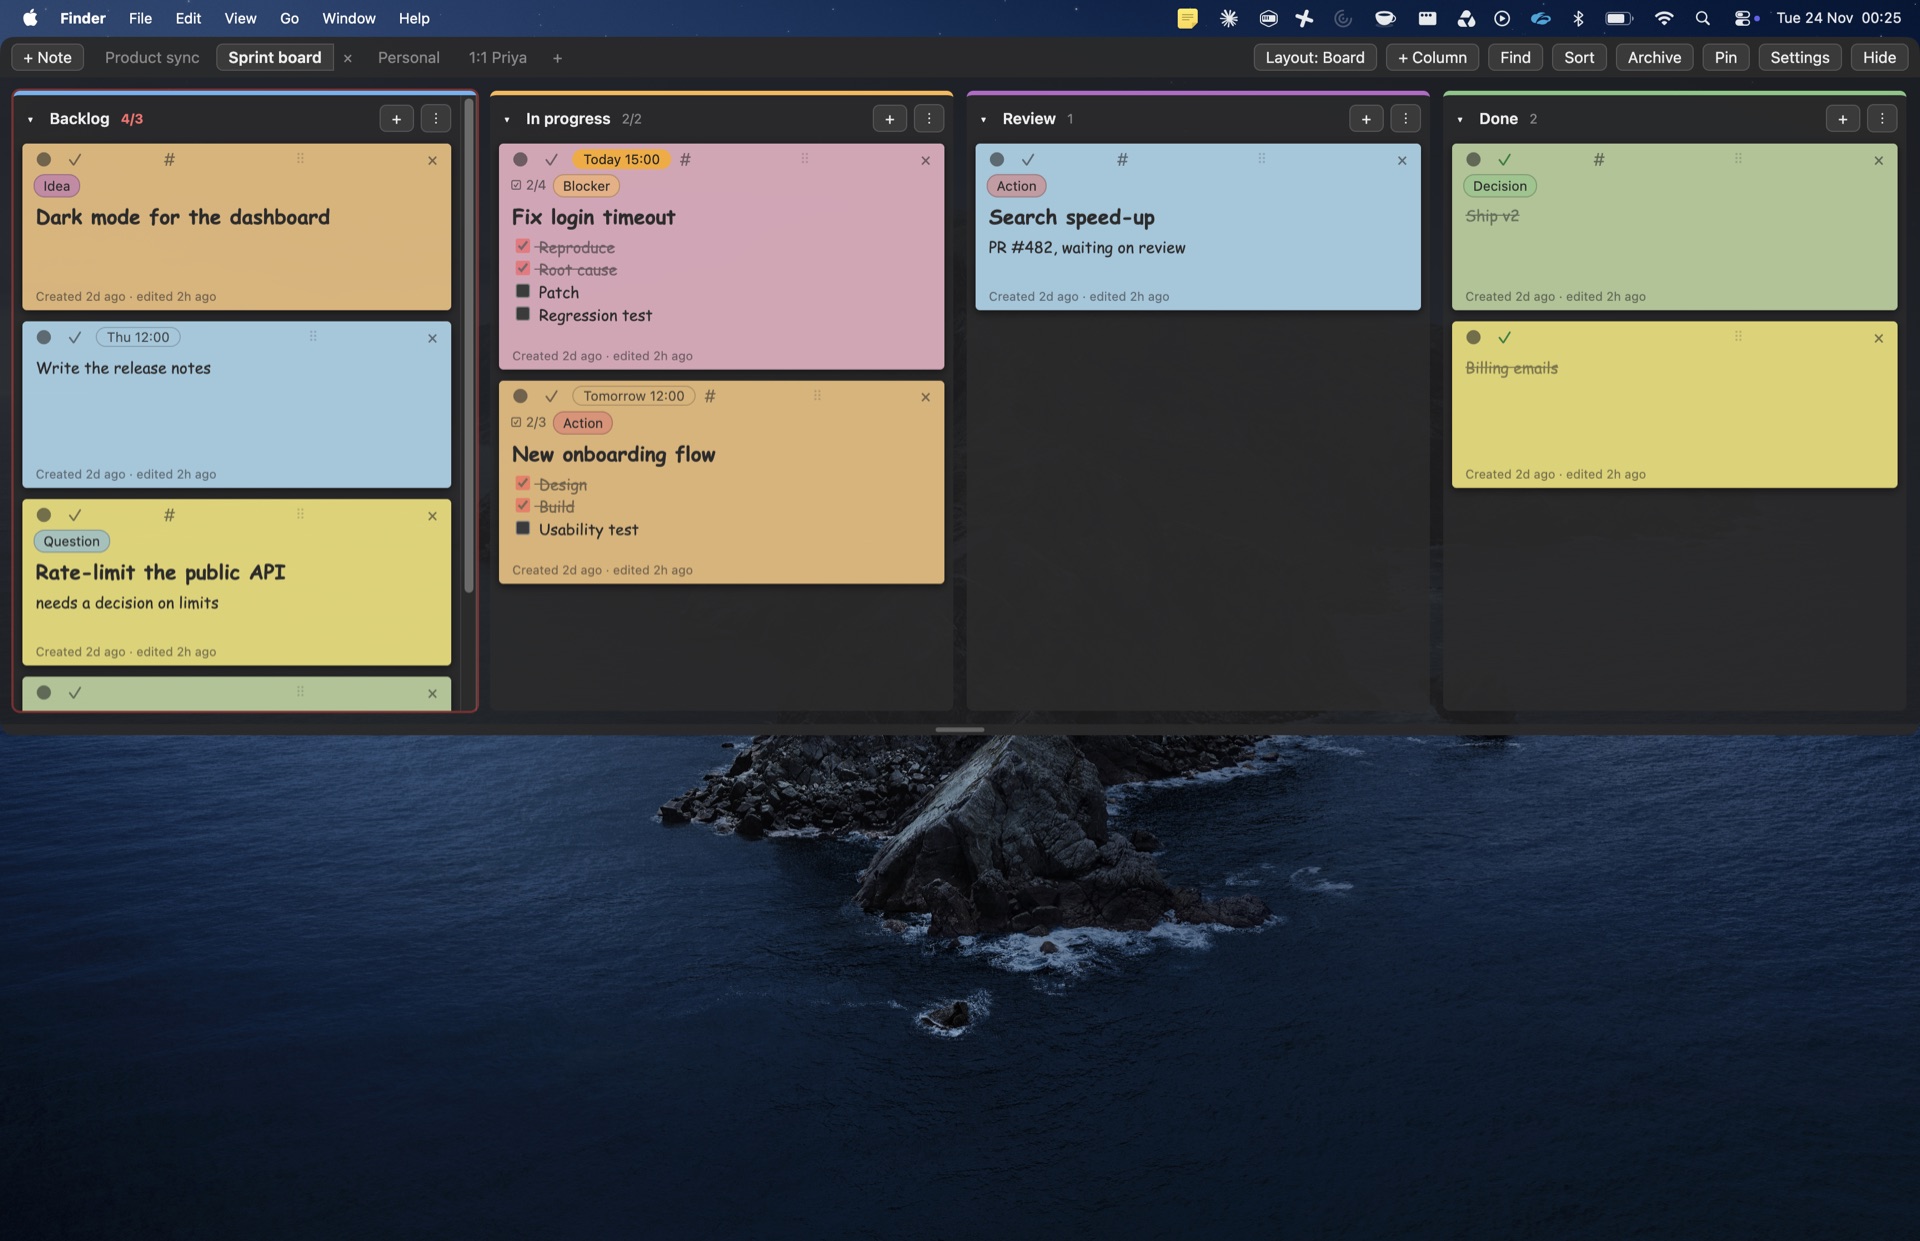 Finder File Edit View Go Window Help Tue 24 Nov 00:25
+ Note Product sync Sprint board × Personal 1:1 Priya + Layout: Board + Column Find Sort Archive Pin Settings Hide
Backlog 4/3 +
# ×
Idea
Dark mode for the dashboard
Created 2d ago · edited 2h ago
Thu 12:00 ×
Write the release notes
Created 2d ago · edited 2h ago
# ×
Question
Rate-limit the public API
needs a decision on limits
Created 2d ago · edited 2h ago
×
In progress 2/2 +
Today 15:00 # ×
2/4 Blocker
Fix login timeout
Reproduce
Root cause
Patch
Regression test
Created 2d ago · edited 2h ago
Tomorrow 12:00 # ×
2/3 Action
New onboarding flow
Design
Build
Usability test
Created 2d ago · edited 2h ago
Review 1 +
# ×
Action
Search speed-up
PR #482, waiting on review
Created 2d ago · edited 2h ago
Done 2 +
# ×
Decision
Ship v2
Created 2d ago · edited 2h ago
×
Billing emails
Created 2d ago · edited 2h ago